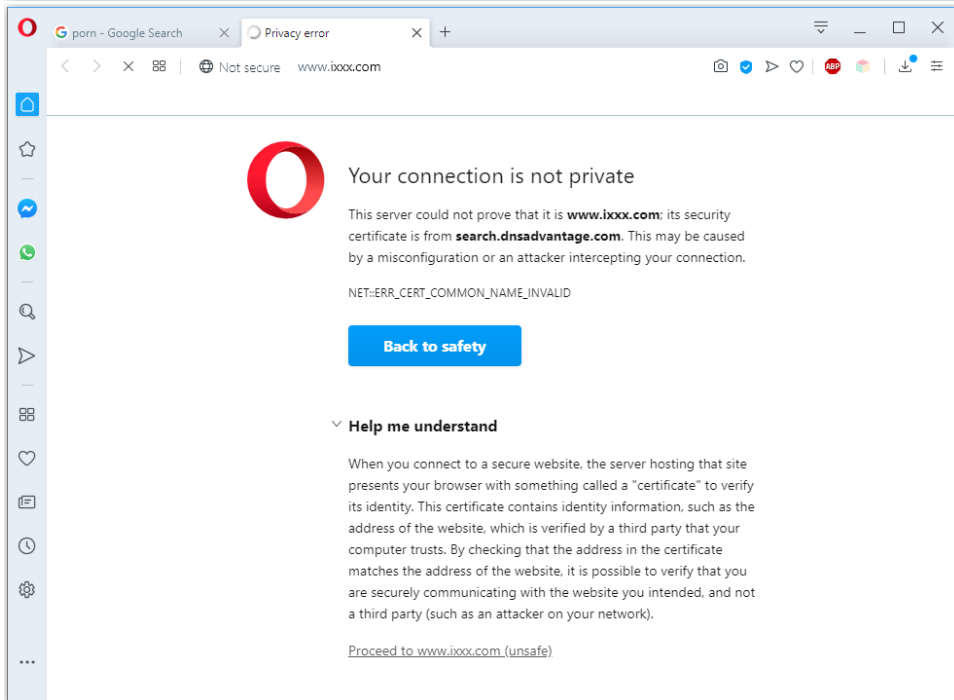 porn - Google Search
Privacy error
Not secure www.ixxx.com
ABP
Your connection is not private
This server could not prove that it is www.ixxx.com; its security
certificate is from search.dnsadvantage.com. This may be caused
by a misconfiguration or an attacker intercepting your connection.
NET::ERR_CERT_COMMON_NAME_INVALID
Back to safety
Help me understand
When you connect to a secure website, the server hosting that site
presents your browser with something called a "certificate" to verify
its identity. This certificate contains identity information, such as the
address of the website, which is verified by a third party that your
computer trusts. By checking that the address in the certificate
matches the address of the website, it is possible to verify that you
are securely communicating with the website you intended, and not
a third party (such as an attacker on your network).
Proceed to www.ixxx.com (unsafe)